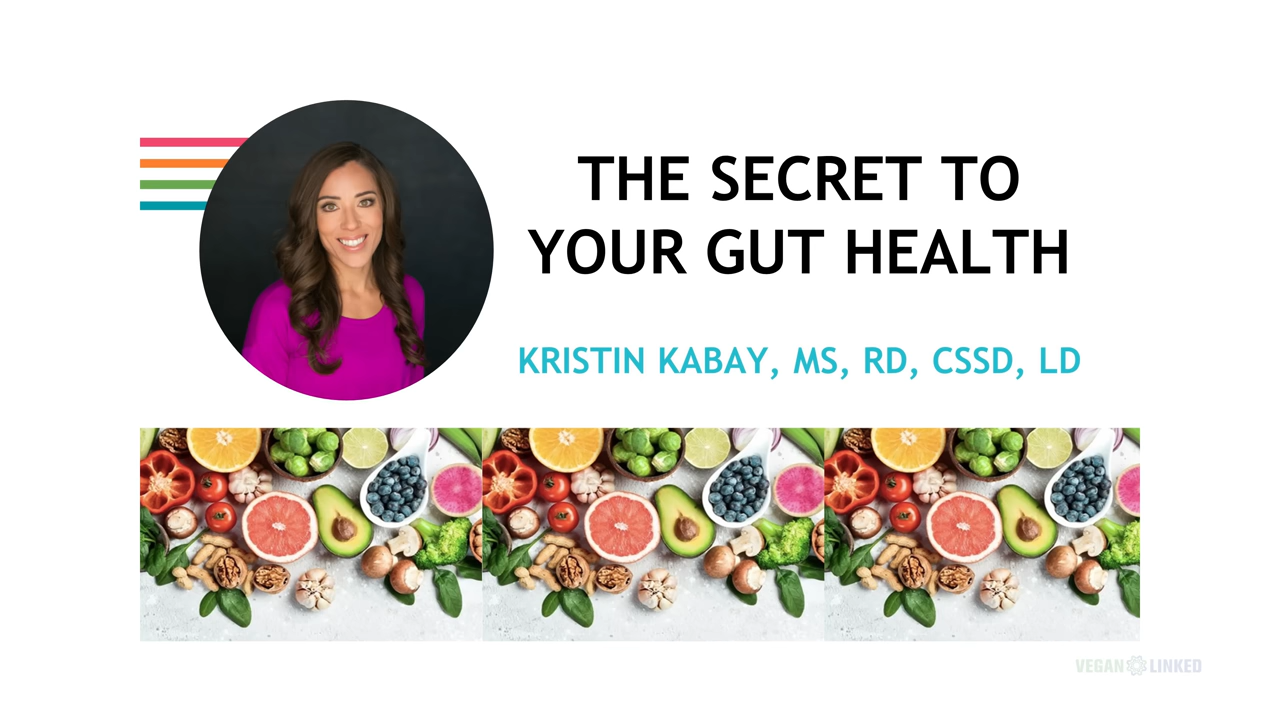 THE SECRET TO
YOUR GUT HEALTH
KRISTIN KABAY, MS, RD, CSSD, LD
VEGAN LINKED